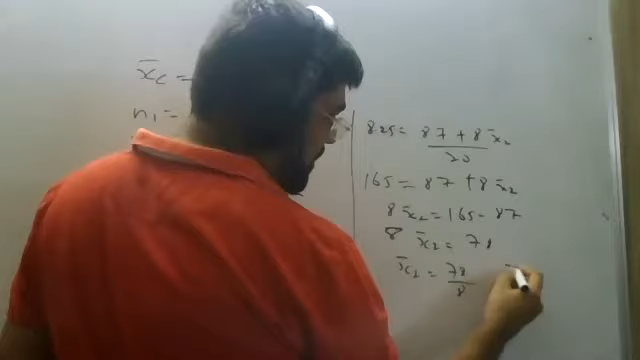 x̄c =
n1 =
825 = 87 + 8x̄2 / 20
165 = 87 + 8x̄2
8x̄2 = 165 - 87
8 x̄2 = 78
x̄2 = 78 / 8